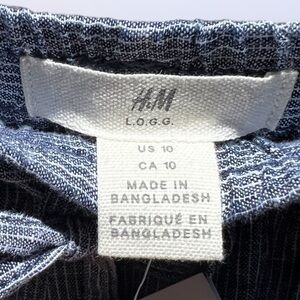 H&M
L.O.G.G.
US 10
CA 10
MADE IN
BANGLADESH
FABRIQUÉ EN
BANGLADESH